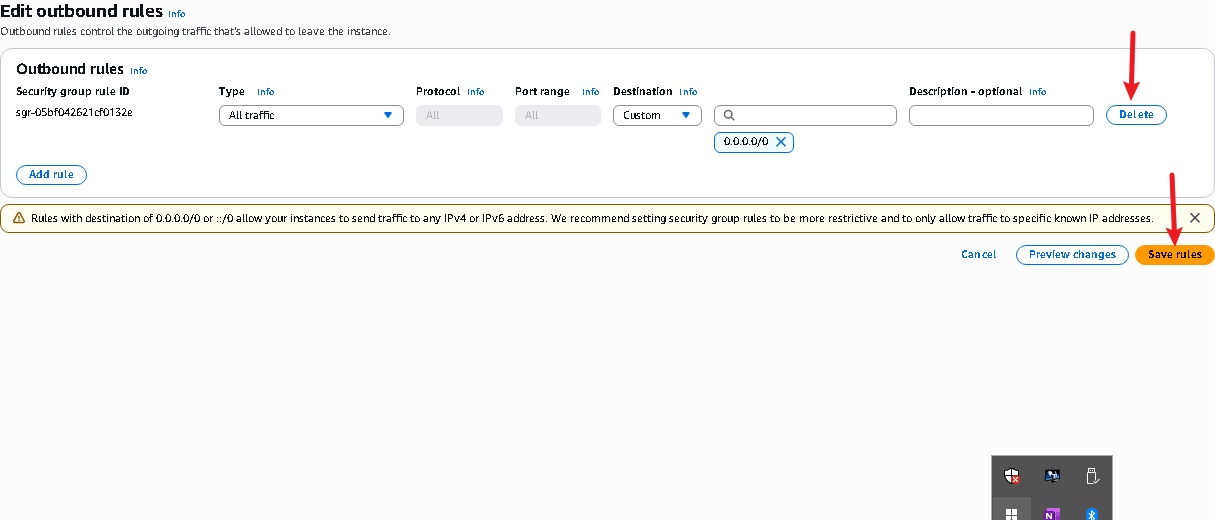 Edit outbound rules Info
Outbound rules control the outgoing traffic that's allowed to leave the instance.
Outbound rules Info
Security group rule ID Type Info Protocol Info Port range Info Destination Info Description - optional Info
sgr-05bf042621cf0132e All traffic All All Custom Delete
0.0.0.0/0
Add rule
Rules with destination of 0.0.0.0/0 or ::/0 allow your instances to send traffic to any IPv4 or IPv6 address. We recommend setting security group rules to be more restrictive and to only allow traffic to specific known IP addresses.
Cancel Preview changes Save rules
N